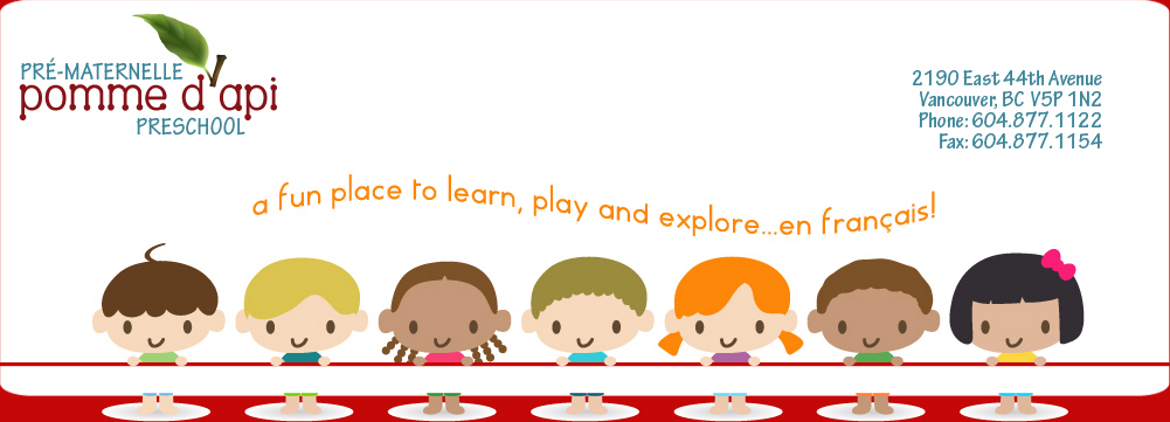 PRÉ-MATERNELLE
pomme d'api
PRESCHOOL
2190 East 44th Avenue
Vancouver, BC V5P 1N2
Phone: 604.877.1122
Fax: 604.877.1154
a fun place to learn, play and explore...en français!